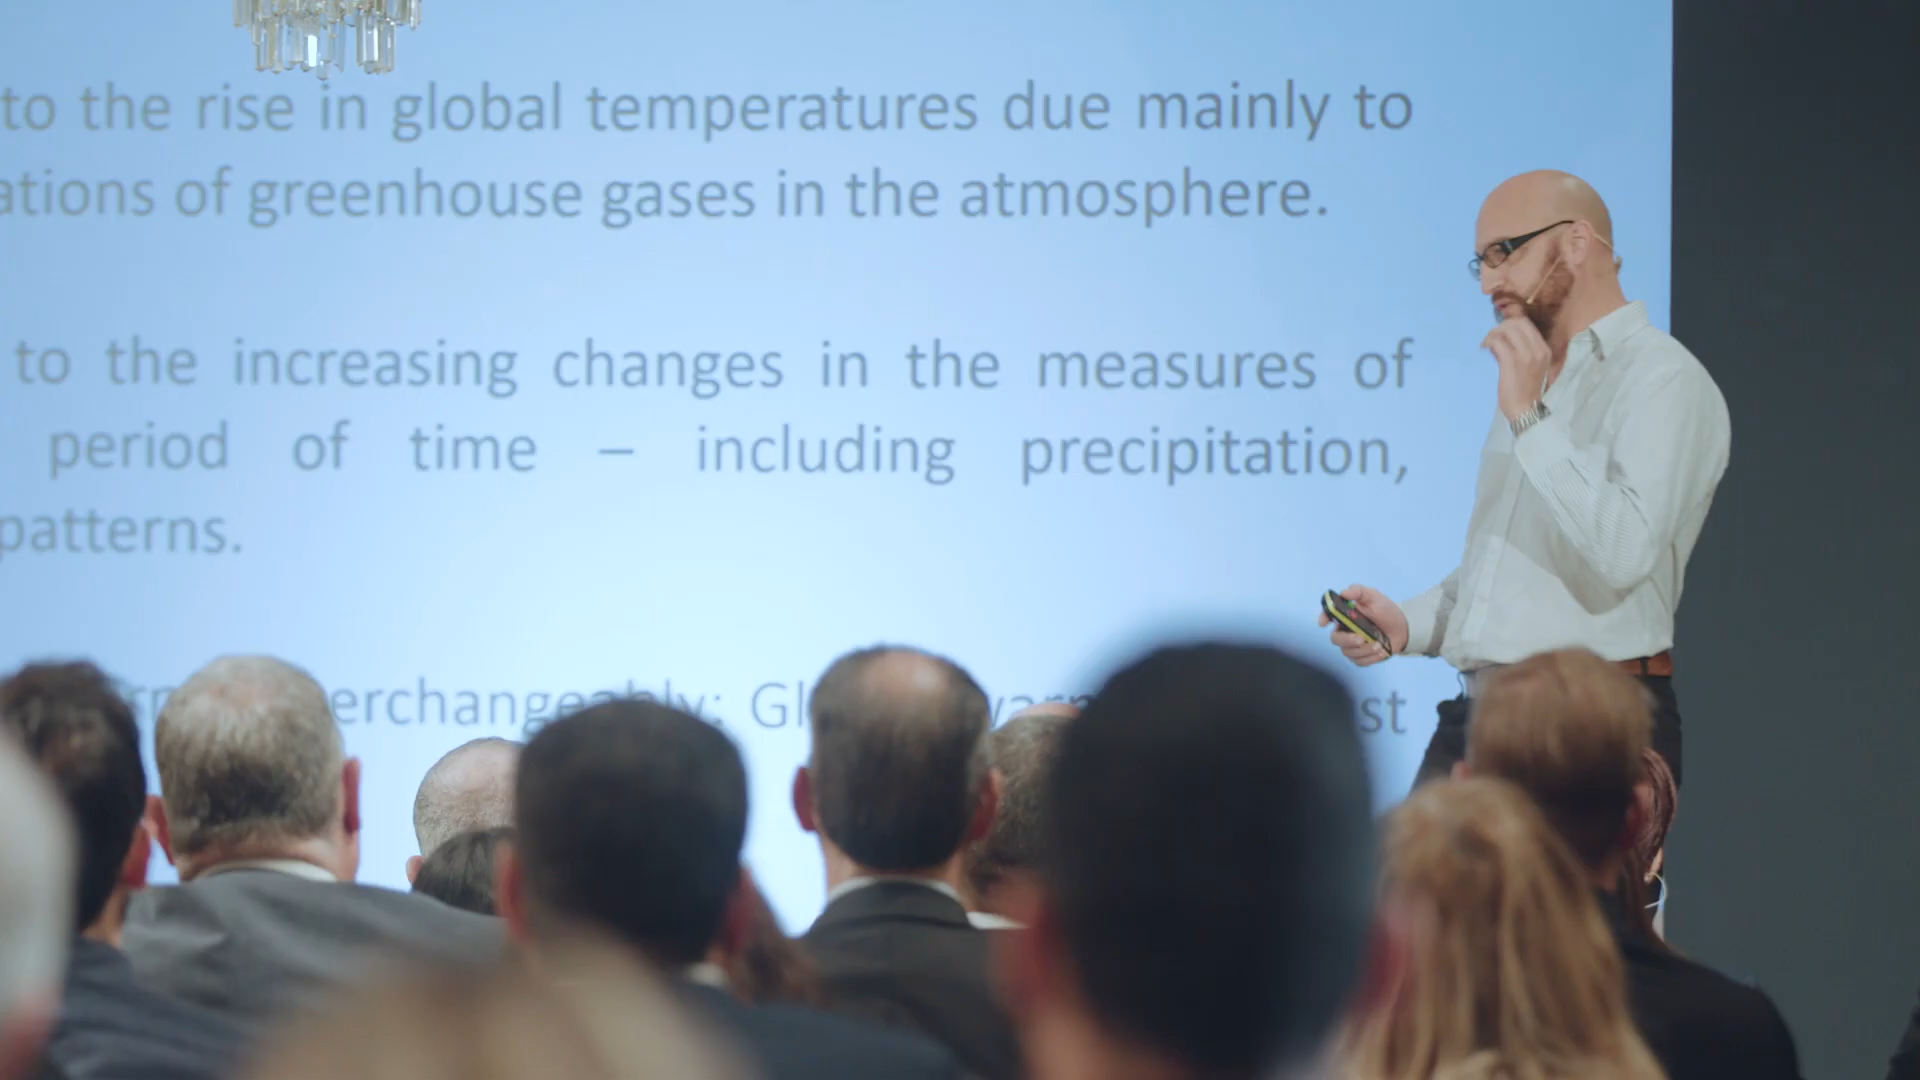 to the rise in global temperatures due mainly to
ations of greenhouse gases in the atmosphere.
to the increasing changes in the measures of
period of time – including precipitation,
patterns.
erchangeably: Gl
st